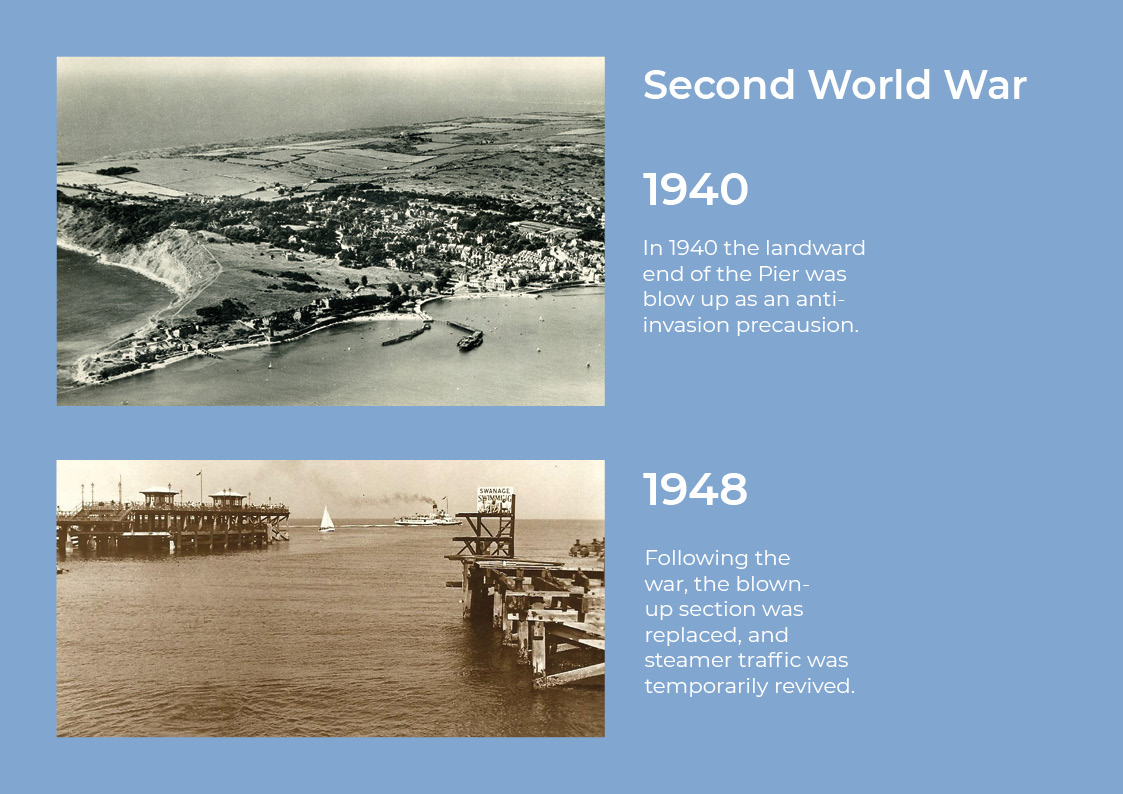 Second World War
1940
In 1940 the landward
end of the Pier was
blow up as an anti-
invasion precausion.
SWANAGE
SWIMMING
1948
Following the
war, the blown-
up section was
replaced, and
steamer traffic was
temporarily revived.